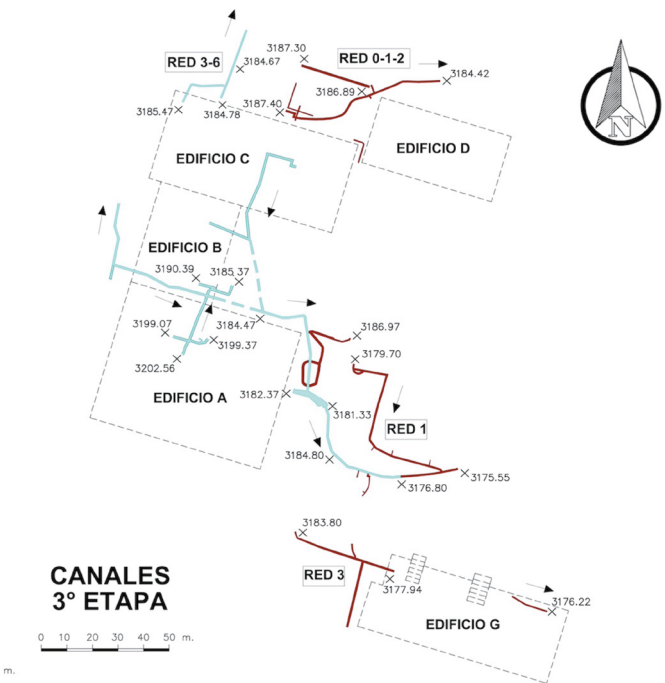 3187.30
RED 0-1-2
RED 3-6
3184.67
3184.42
3186.89
3185.47
3184.78
3187.40
N
EDIFICIO D
EDIFICIO C
EDIFICIO B
3190.39
3185.37
3199.07
3184.47
3186.97
3199.37
3179.70
3202.56
EDIFICIO A
3182.37
3181.33
RED 1
3184.80
3175.55
3176.80
3183.80
RED 3
3177.94
3176.22
EDIFICIO G
CANALES
3° ETAPA
0 10 20 30 40 50 m.
m.